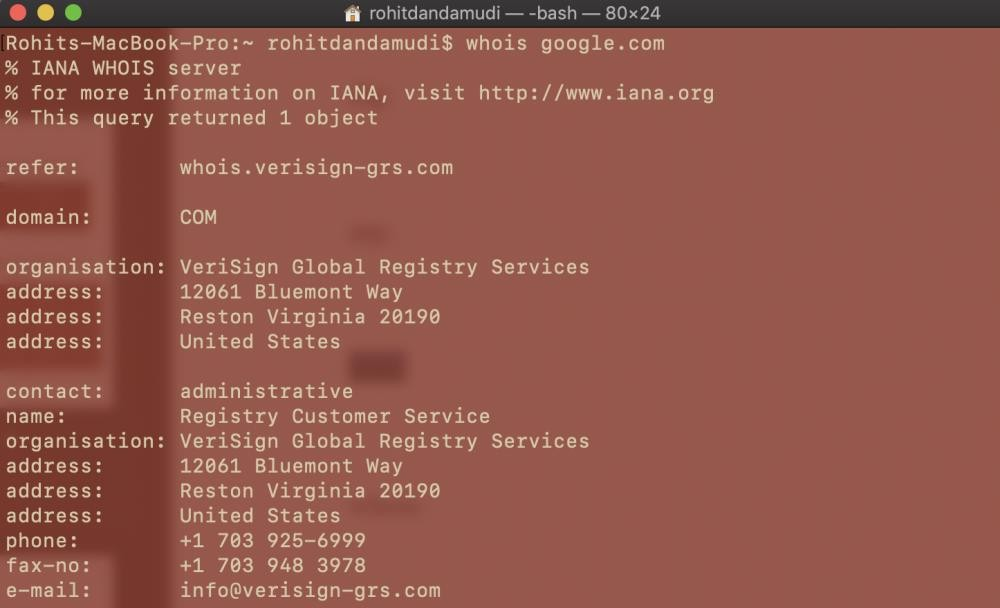 rohitdandamudi — -bash — 80×24
Rohits-MacBook-Pro:~ rohitdandamudi$ whois google.com
% IANA WHOIS server
% for more information on IANA, visit http://www.iana.org
% This query returned 1 object
refer: whois.verisign-grs.com
domain: COM
organisation: VeriSign Global Registry Services
address: 12061 Bluemont Way
address: Reston Virginia 20190
address: United States
contact: administrative
name: Registry Customer Service
organisation: VeriSign Global Registry Services
address: 12061 Bluemont Way
address: Reston Virginia 20190
address: United States
phone: +1 703 925-6999
fax-no: +1 703 948 3978
e-mail: info@verisign-grs.com